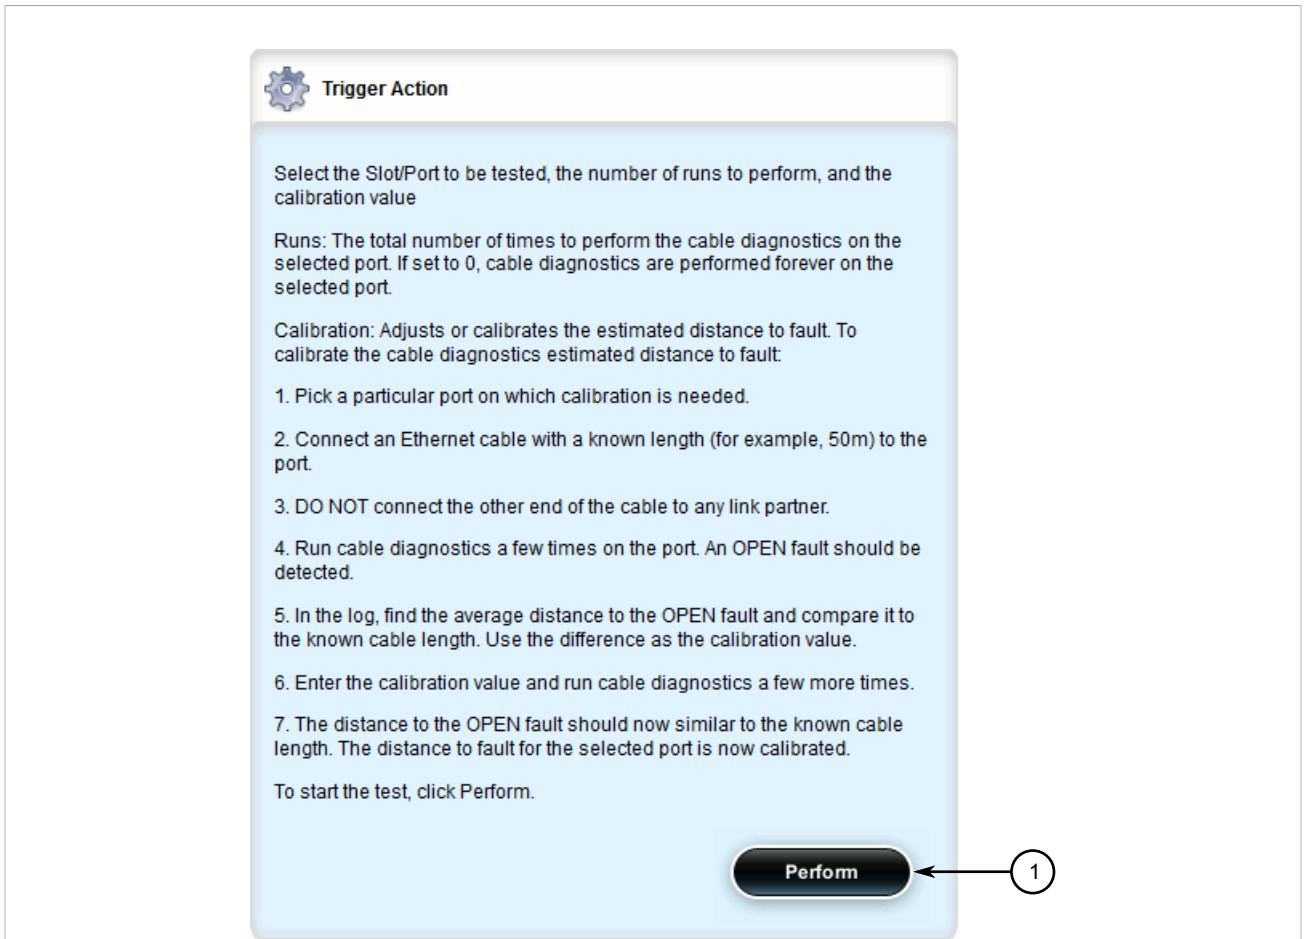 Trigger Action
Select the Slot/Port to be tested, the number of runs to perform, and the
calibration value
Runs: The total number of times to perform the cable diagnostics on the
selected port. If set to 0, cable diagnostics are performed forever on the
selected port.
Calibration: Adjusts or calibrates the estimated distance to fault. To
calibrate the cable diagnostics estimated distance to fault:
1. Pick a particular port on which calibration is needed.
2. Connect an Ethernet cable with a known length (for example, 50m) to the
port.
3. DO NOT connect the other end of the cable to any link partner.
4. Run cable diagnostics a few times on the port. An OPEN fault should be
detected.
5. In the log, find the average distance to the OPEN fault and compare it to
the known cable length. Use the difference as the calibration value.
6. Enter the calibration value and run cable diagnostics a few more times.
7. The distance to the OPEN fault should now similar to the known cable
length. The distance to fault for the selected port is now calibrated.
To start the test, click Perform.
Perform
1